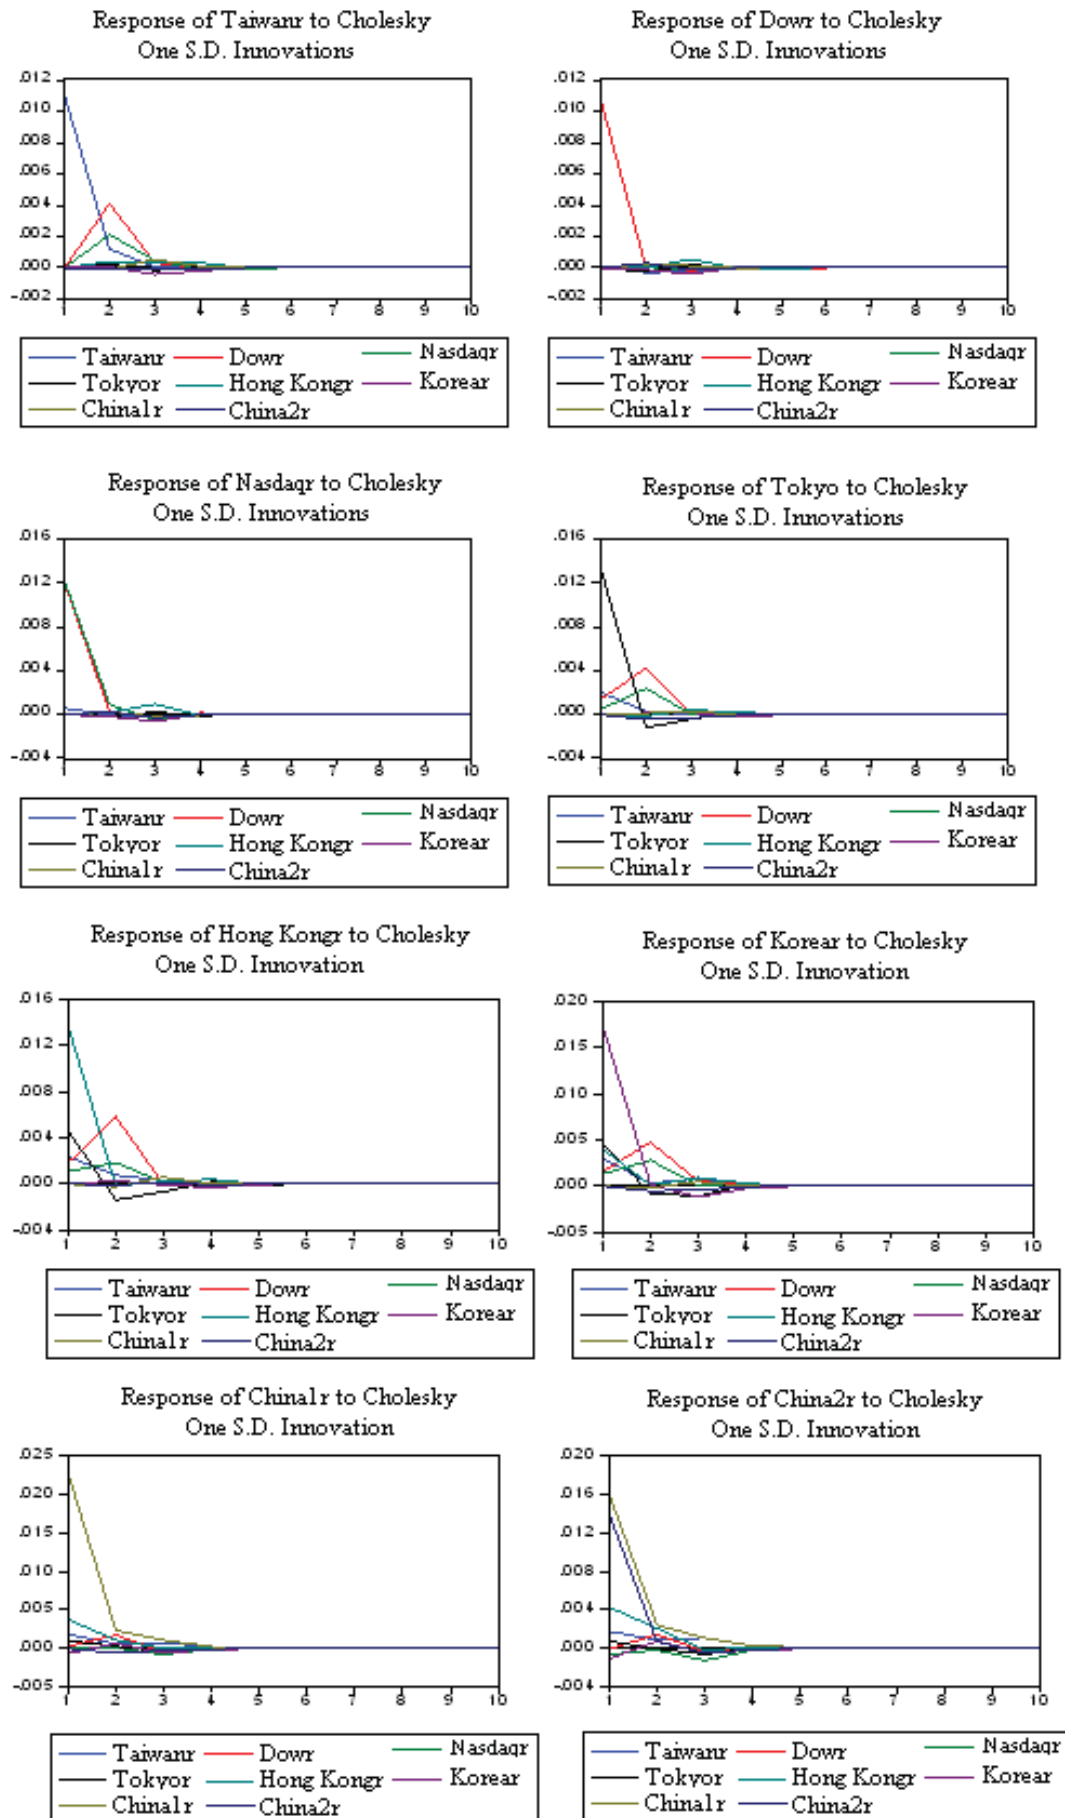 Response of Taiwanr to Cholesky
One S.D. Innovations
.012
.010
.008
.006
.004
.002
.000
-.002
1 2 3 4 5 6 7 8 9 10
Taiwanr Dowr Nasdaqr
Tokyor Hong Kongr Korear
China1r China2r
Response of Dowr to Cholesky
One S.D. Innovations
.012
.010
.008
.006
.004
.002
.000
-.002
1 2 3 4 5 6 7 8 9 10
Taiwanr Dowr Nasdaqr
Tokyor Hong Kongr Korear
China1r China2r
Response of Nasdaqr to Cholesky
One S.D. Innovations
.016
.012
.008
.004
.000
-.004
1 2 3 4 5 6 7 8 9 10
Taiwanr Dowr Nasdaqr
Tokyor Hong Kongr Korear
China1r China2r
Response of Tokyo to Cholesky
One S.D. Innovations
.016
.012
.008
.004
.000
-.004
1 2 3 4 5 6 7 8 9 10
Taiwanr Dowr Nasdaqr
Tokyor Hong Kongr Korear
China1r China2r
Response of Hong Kongr to Cholesky
One S.D. Innovation
.016
.012
.008
.004
.000
-.004
1 2 3 4 5 6 7 8 9 10
Taiwanr Dowr Nasdaqr
Tokyor Hong Kongr Korear
China1r China2r
Response of Korear to Cholesky
One S.D. Innovation
.020
.015
.010
.005
.000
-.005
1 2 3 4 5 6 7 8 9 10
Taiwanr Dowr Nasdaqr
Tokyor Hong Kongr Korear
China1r China2r
Response of China1r to Cholesky
One S.D. Innovation
.025
.020
.015
.010
.005
.000
-.005
1 2 3 4 5 6 7 8 9 10
Taiwanr Dowr Nasdaqr
Tokyor Hong Kongr Korear
China1r China2r
Response of China2r to Cholesky
One S.D. Innovation
.020
.016
.012
.008
.004
.000
-.004
1 2 3 4 5 6 7 8 9 10
Taiwanr Dowr Nasdaqr
Tokyor Hong Kongr Korear
China1r China2r